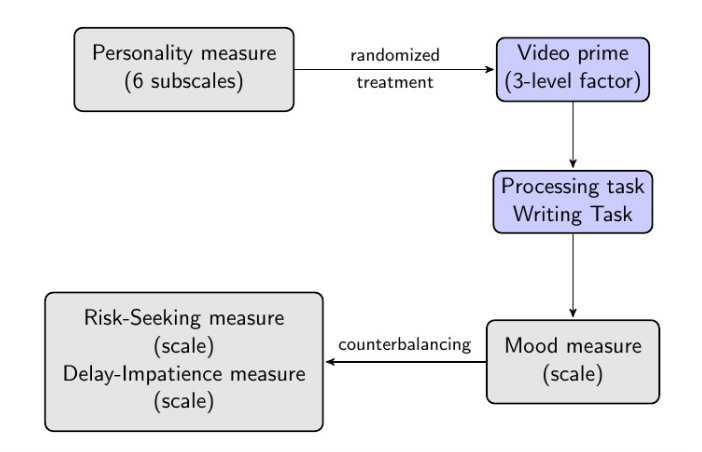 Personality measure
(6 subscales)
randomized
treatment
Video prime
(3-level factor)
Processing task
Writing Task
Mood measure
(scale)
counterbalancing
Risk-Seeking measure
(scale)
Delay-Impatience measure
(scale)